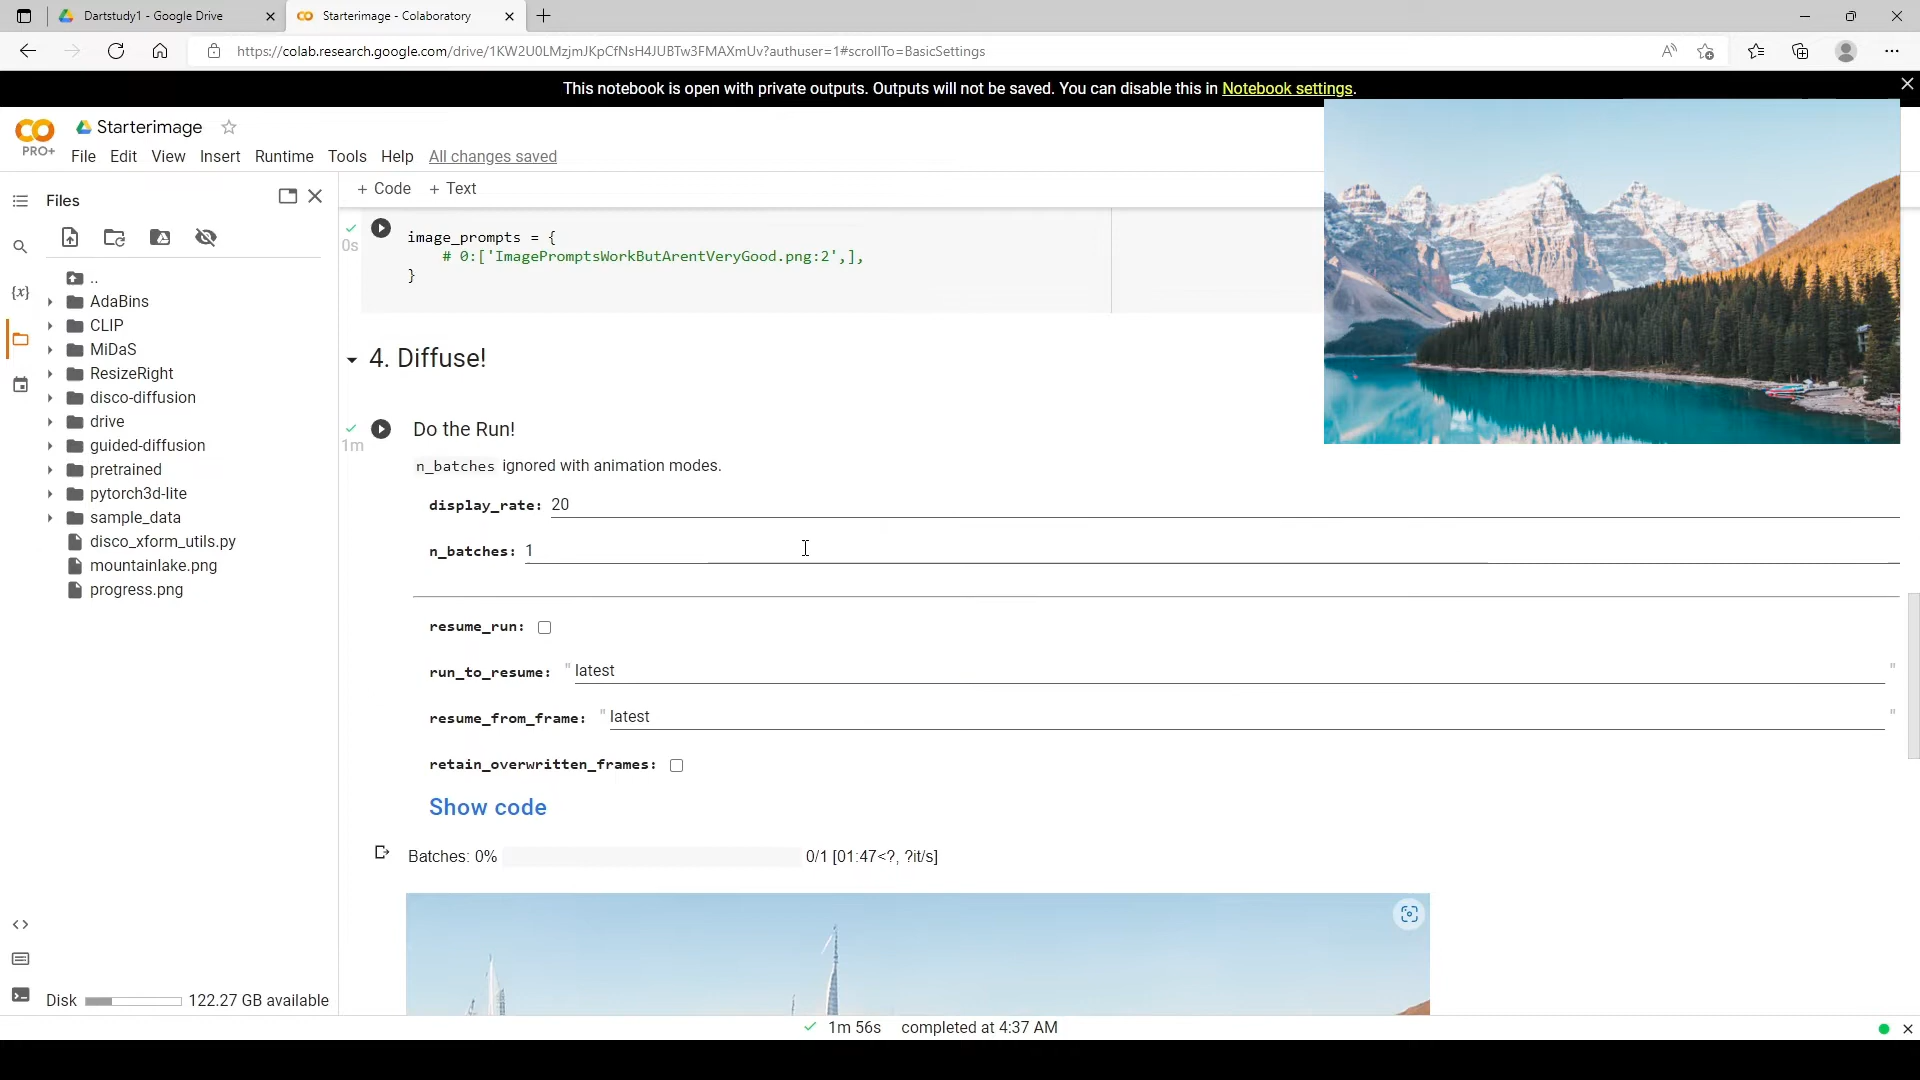 Dartstudy1 - Google Drive
Starterimage - Colaboratory
https://colab.research.google.com/drive/1KW2U0LMzjmJKpCfNsH4JUBTw3FMAXmUv?authuser=1#scrollTo=BasicSettings
This notebook is open with private outputs. Outputs will not be saved. You can disable this in Notebook settings.
PRO+
Starterimage
File Edit View Insert Runtime Tools Help All changes saved
Files
+ Code + Text
..
AdaBins
CLIP
MiDaS
ResizeRight
disco-diffusion
drive
guided-diffusion
pretrained
pytorch3d-lite
sample_data
disco_xform_utils.py
mountainlake.png
progress.png
Disk 122.27 GB available
0s
image_prompts = {
# 0:['ImagePromptsWorkButArentVeryGood.png:2',],
}
4. Diffuse!
1m
Do the Run!
n_batches ignored with animation modes.
display_rate: 20
n_batches: 1
resume_run:
run_to_resume: "latest"
resume_from_frame: "latest"
retain_overwritten_frames:
Show code
Batches: 0% 0/1 [01:47<?, ?it/s]
1m 56s completed at 4:37 AM